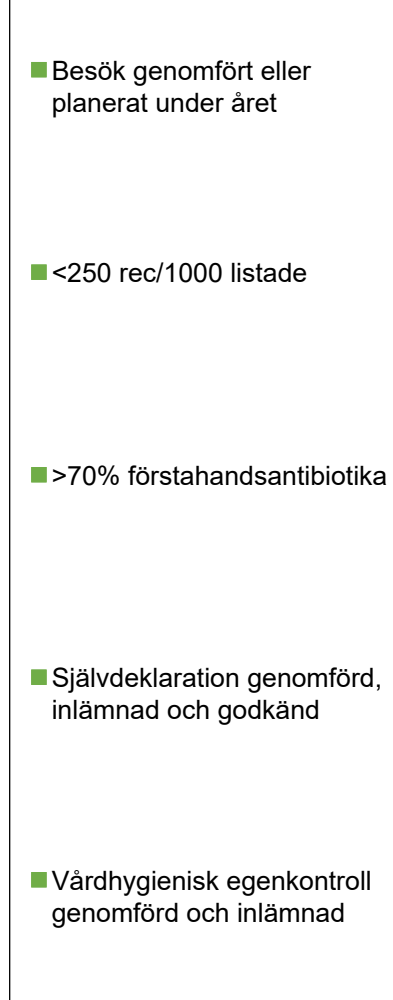 Besök genomfört eller
planerat under året
<250 rec/1000 listade
>70% förstahandsantibiotika
Självdeklaration genomförd,
inlämnad och godkänd
Vårdhygienisk egenkontroll
genomförd och inlämnad